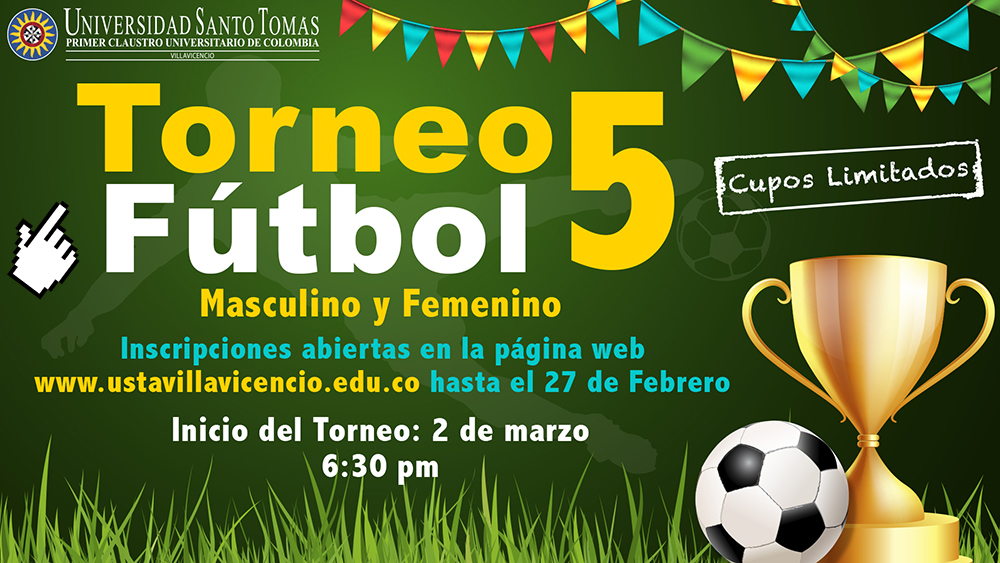 UNIVERSIDAD SANTO TOMAS
PRIMER CLAUSTRO UNIVERSITARIO DE COLOMBIA
VILLAVICENCIO
Torneo 5
Fútbol
Cupos Limitados
Masculino y Femenino
Inscripciones abiertas en la página web
www.ustavillavicencio.edu.co hasta el 27 de Febrero
Inicio del Torneo: 2 de marzo
6:30 pm